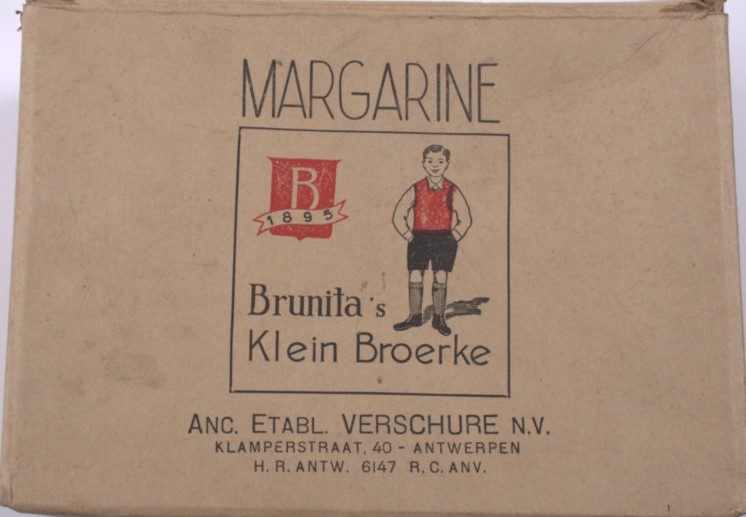 MARGARINE
B
1895
Brunita's
Klein Broerke
ANC. ETABL. VERSCHURE N.V.
KLAMPERSTRAAT, 40 - ANTWERPEN
H.R. ANTW. 6147 R.C. ANV.